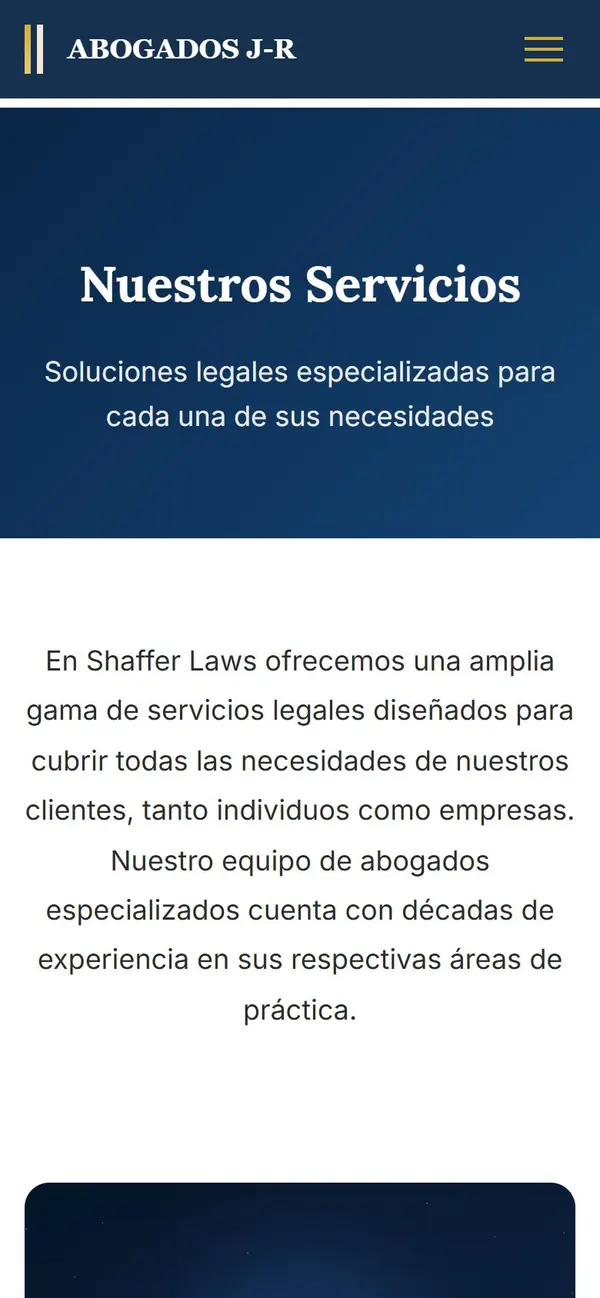 ABOGADOS J-R
Nuestros Servicios
Soluciones legales especializadas para
cada una de sus necesidades
En Shaffer Laws ofrecemos una amplia
gama de servicios legales diseñados para
cubrir todas las necesidades de nuestros
clientes, tanto individuos como empresas.
Nuestro equipo de abogados
especializados cuenta con décadas de
experiencia en sus respectivas áreas de
práctica.